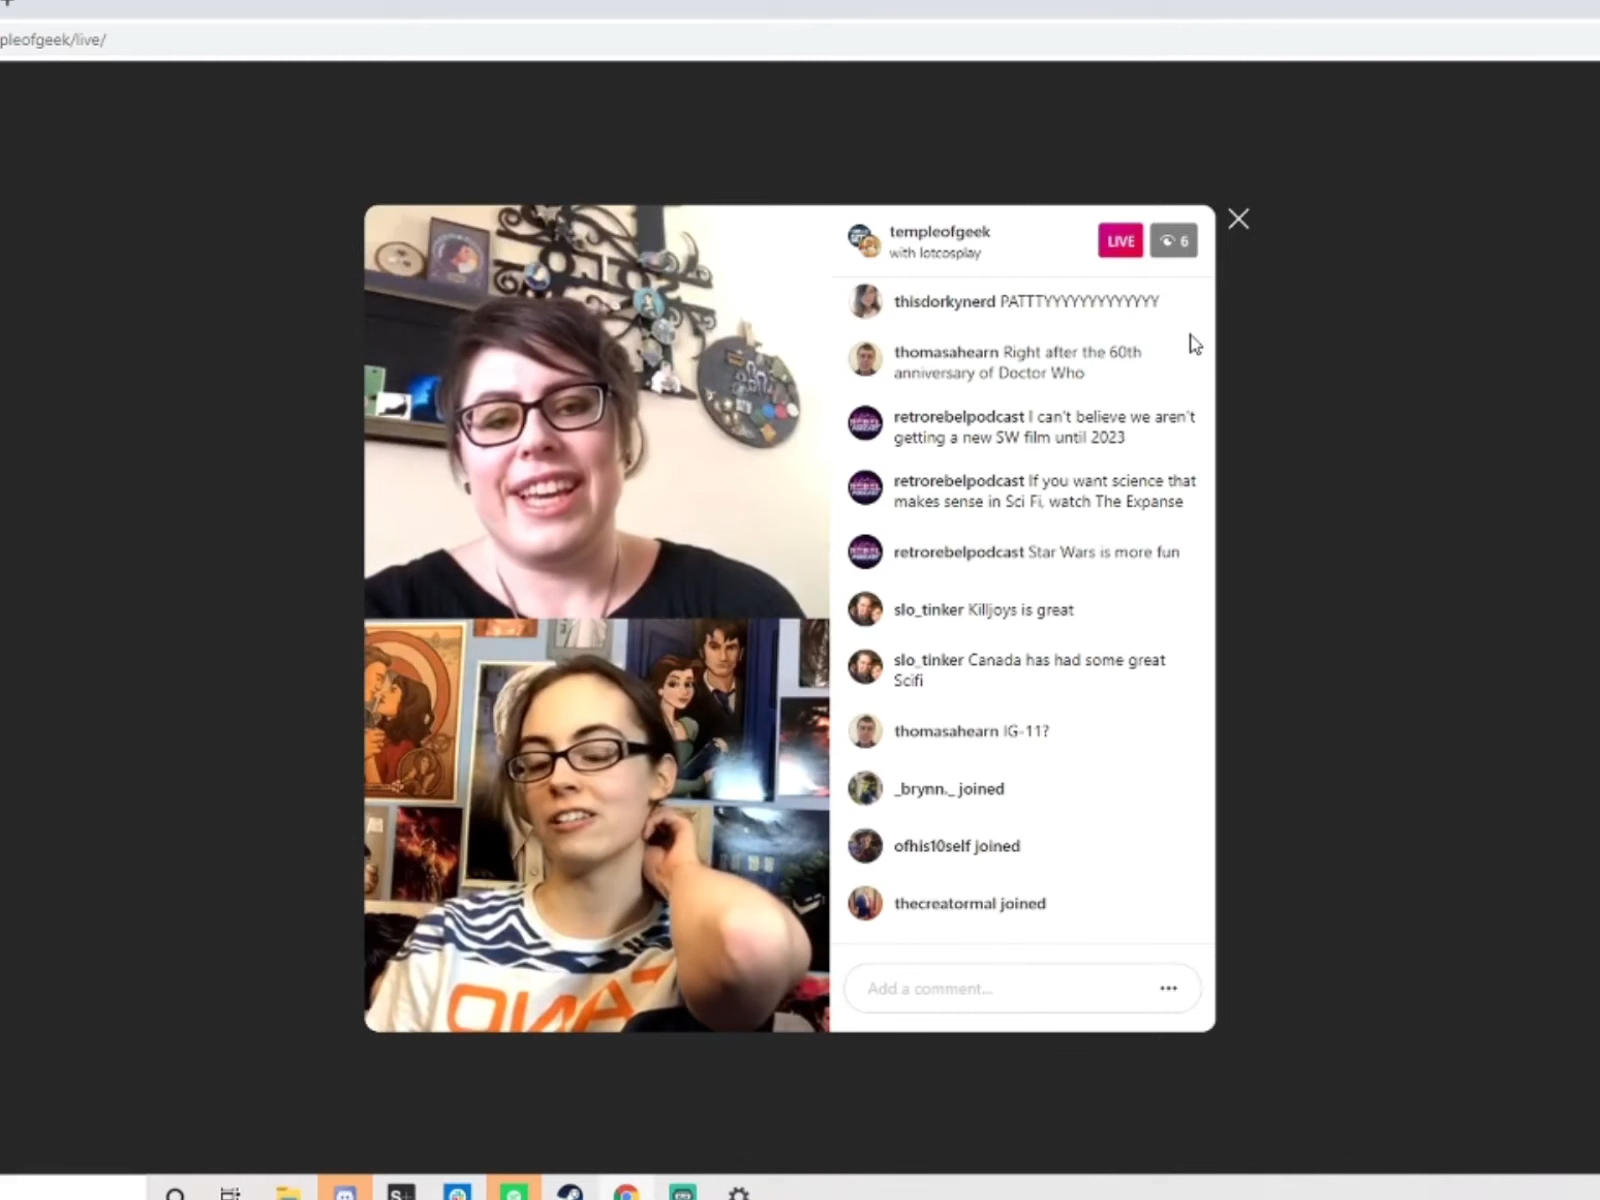 pleofgeek/live/
templeofgeek
with lotcosplay
LIVE
6
thisdorkynerd PATTTYYYYYYYYYYYYY
thomasahearn Right after the 60th
anniversary of Doctor Who
retrorebelpodcast I can't believe we aren't
getting a new SW film until 2023
retrorebelpodcast If you want science that
makes sense in Sci Fi, watch The Expanse
retrorebelpodcast Star Wars is more fun
slo_tinker Killjoys is great
slo_tinker Canada has had some great
Scifi
thomasahearn IG-11?
_brynn._ joined
ofhis10self joined
thecreatormal joined
Add a comment...